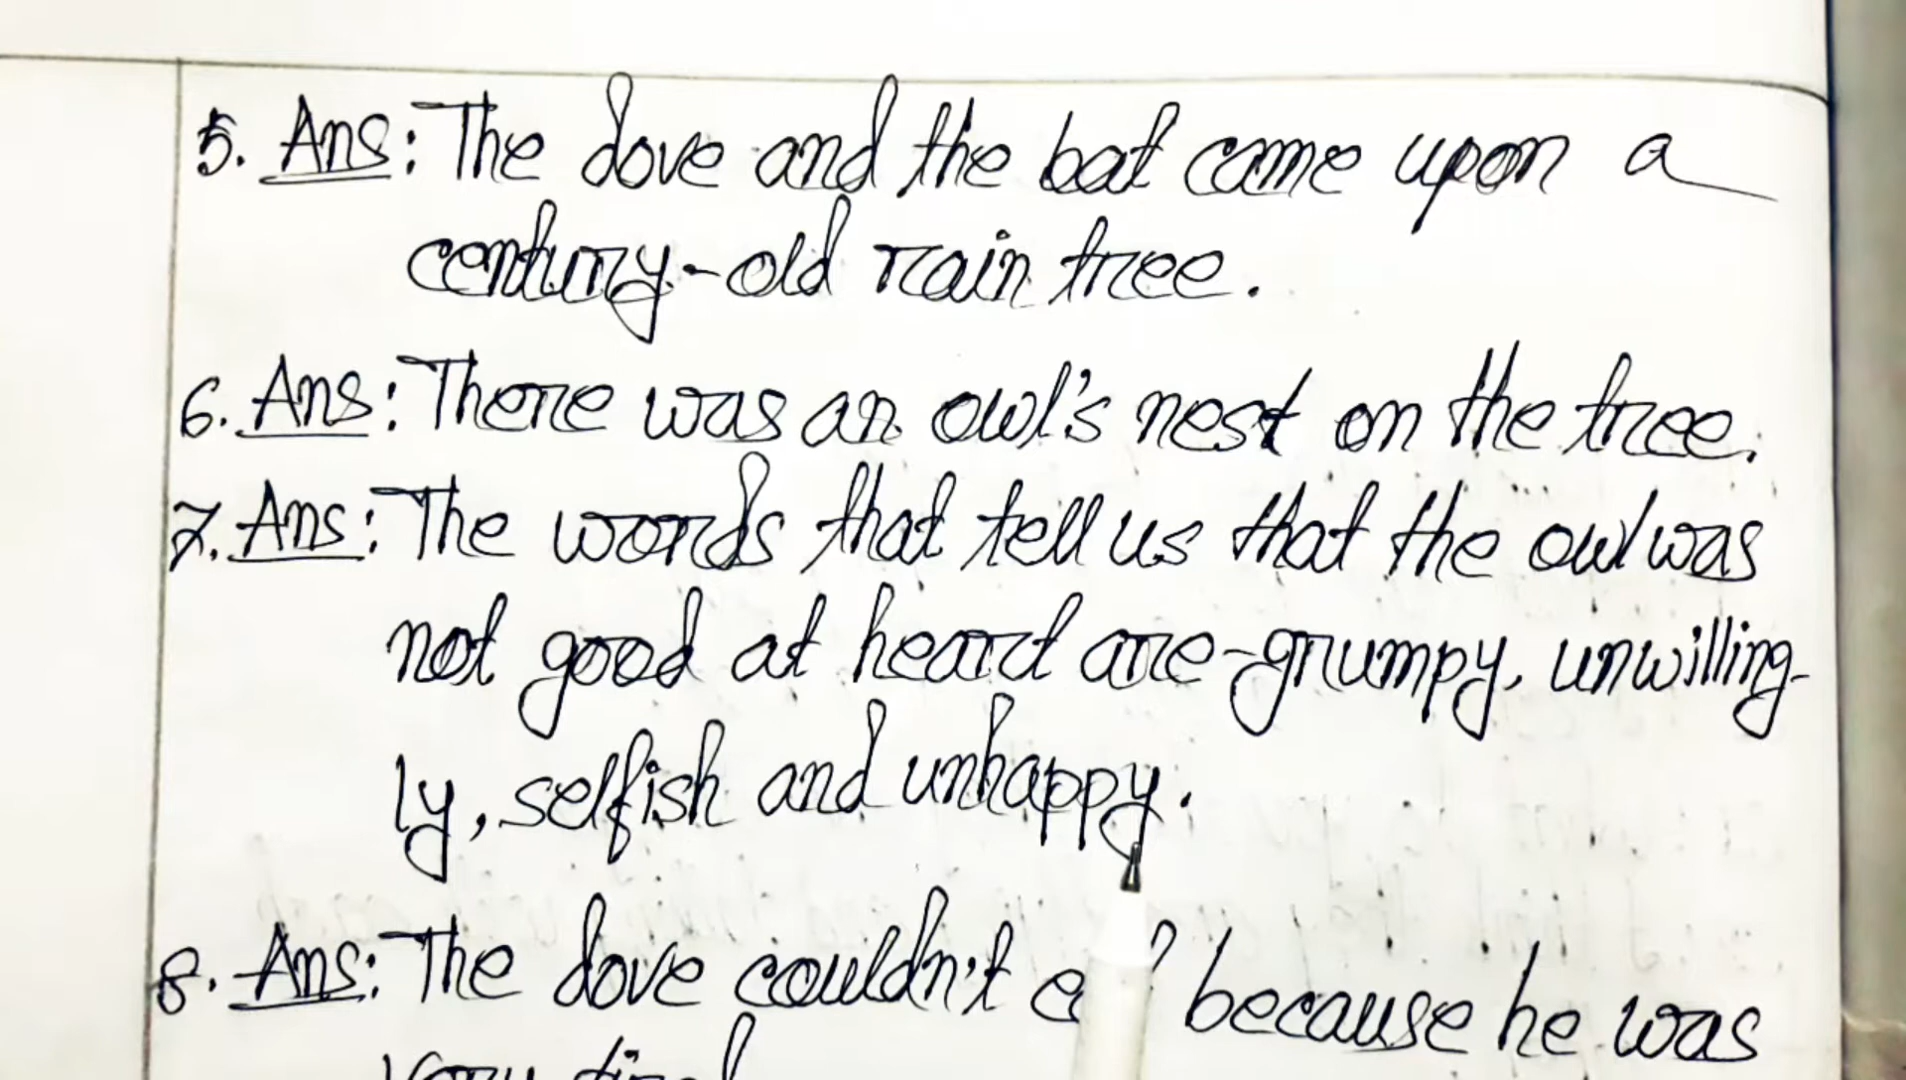 5. Ans: The dove and the bat came upon a
century-old rain tree.
6. Ans: There was an owl's nest on the tree.
7. Ans: The words that tell us that the owl was
not good at heart are-grumpy, unwilling-
ly, selfish and unhappy.
8. Ans: The dove couldn't because he was
very tired